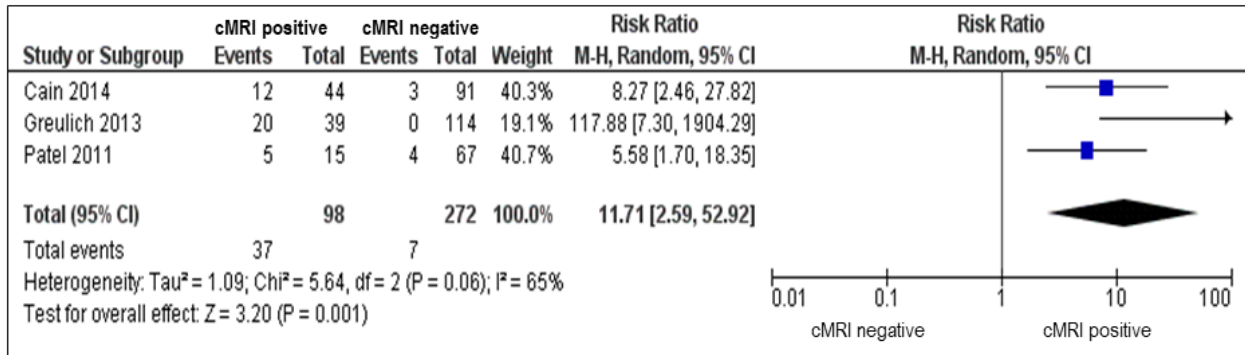 cMRI positive cMRI negative Risk Ratio Risk Ratio
Study or Subgroup Events Total Events Total Weight M-H, Random, 95% CI M-H, Random, 95% CI
Cain 2014 12 44 3 91 40.3% 8.27 [2.46, 27.82]
Greulich 2013 20 39 0 114 19.1% 117.88 [7.30, 1904.29]
Patel 2011 5 15 4 67 40.7% 5.58 [1.70, 18.35]
Total (95% CI) 98 272 100.0% 11.71 [2.59, 52.92]
Total events 37 7
Heterogeneity: Tau² = 1.09; Chi² = 5.64, df = 2 (P = 0.06); I² = 65%
Test for overall effect: Z = 3.20 (P = 0.001)
0.01 0.1 1 10 100
cMRI negative cMRI positive